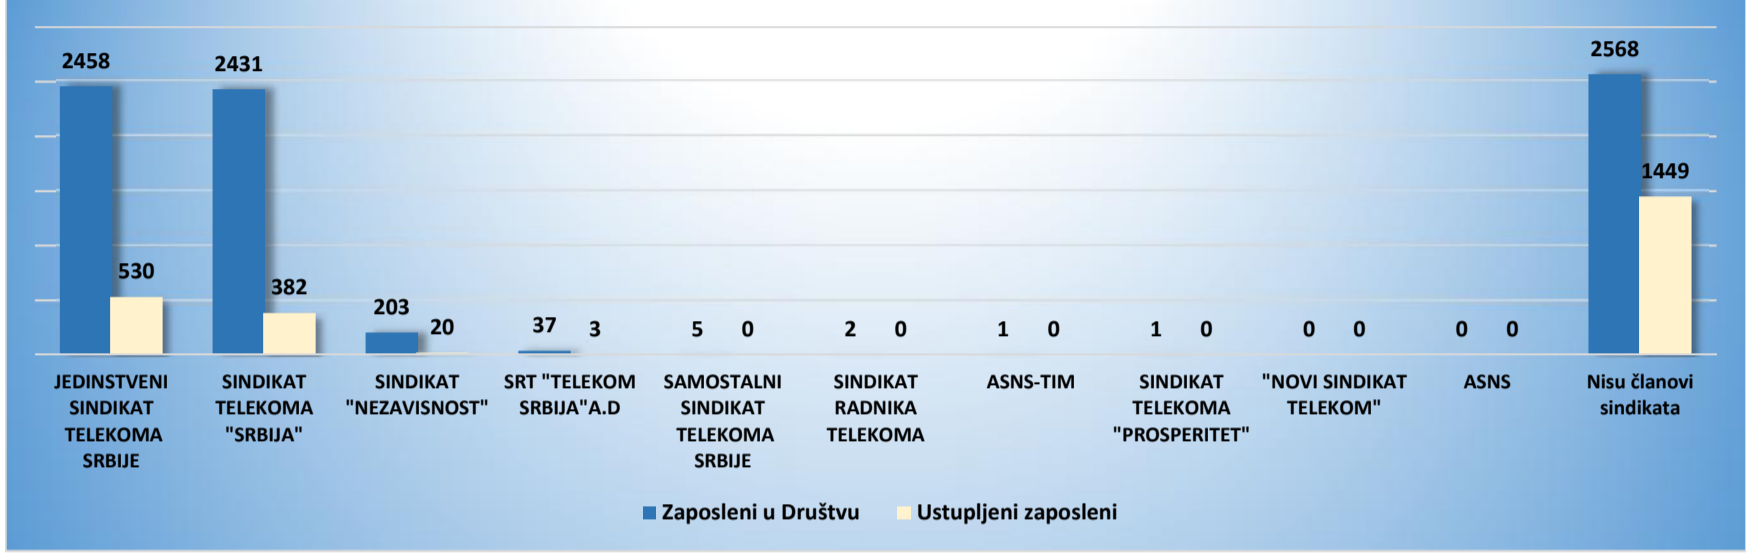 2458 530
2431 382
203 20
37 3
5 0
2 0
1 0
1 0
0 0
0 0
2568 1449
JEDINSTVENI
SINDIKAT
TELEKOMA
SRBIJE
SINDIKAT
TELEKOMA
"SRBIJA"
SINDIKAT
"NEZAVISNOST"
SRT "TELEKOM
SRBIJA"A.D
SAMOSTALNI
SINDIKAT
TELEKOMA
SRBIJE
SINDIKAT
RADNIKA
TELEKOMA
ASNS-TIM
SINDIKAT
TELEKOMA
"PROSPERITET"
"NOVI SINDIKAT
TELEKOM"
ASNS
Nisu članovi
sindikata
Zaposleni u Društvu
Ustupljeni zaposleni